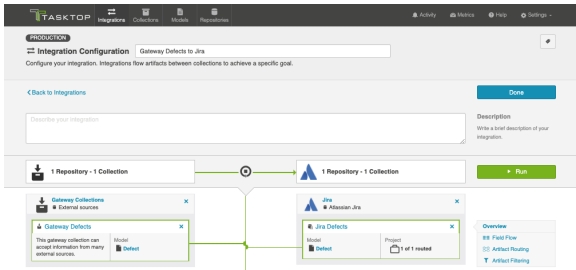 TASKTOP
Integrations
Collections
Models
Repositories
Activity
Metrics
Help
Settings
PRODUCTION
Integration Configuration
Gateway Defects to Jira
Configure your integration. Integrations flow artifacts between collections to achieve a specific goal.
Back to Integrations
Done
Describe your integration
Description
Write a brief description of your
integration.
1 Repository - 1 Collection
1 Repository - 1 Collection
Run
Gateway Collections
External sources
Jira
Atlassian Jira
Gateway Defects
This gateway collection can
accept information from many
external sources.
Model
Defect
Jira Defects
Model
Defect
Project
1 of 1 routed
Overview
Field Flow
Artifact Routing
Artifact Filtering